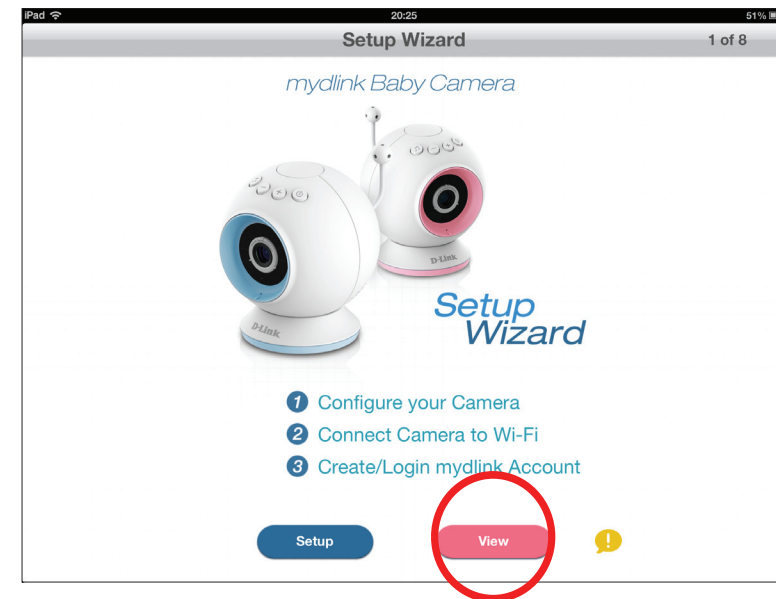 iPad 20:25 51%
Setup Wizard 1 of 8
mydlink Baby Camera
D-Link
D-Link
Setup
Wizard
1 Configure your Camera
2 Connect Camera to Wi-Fi
3 Create/Login mydlink Account
Setup View !